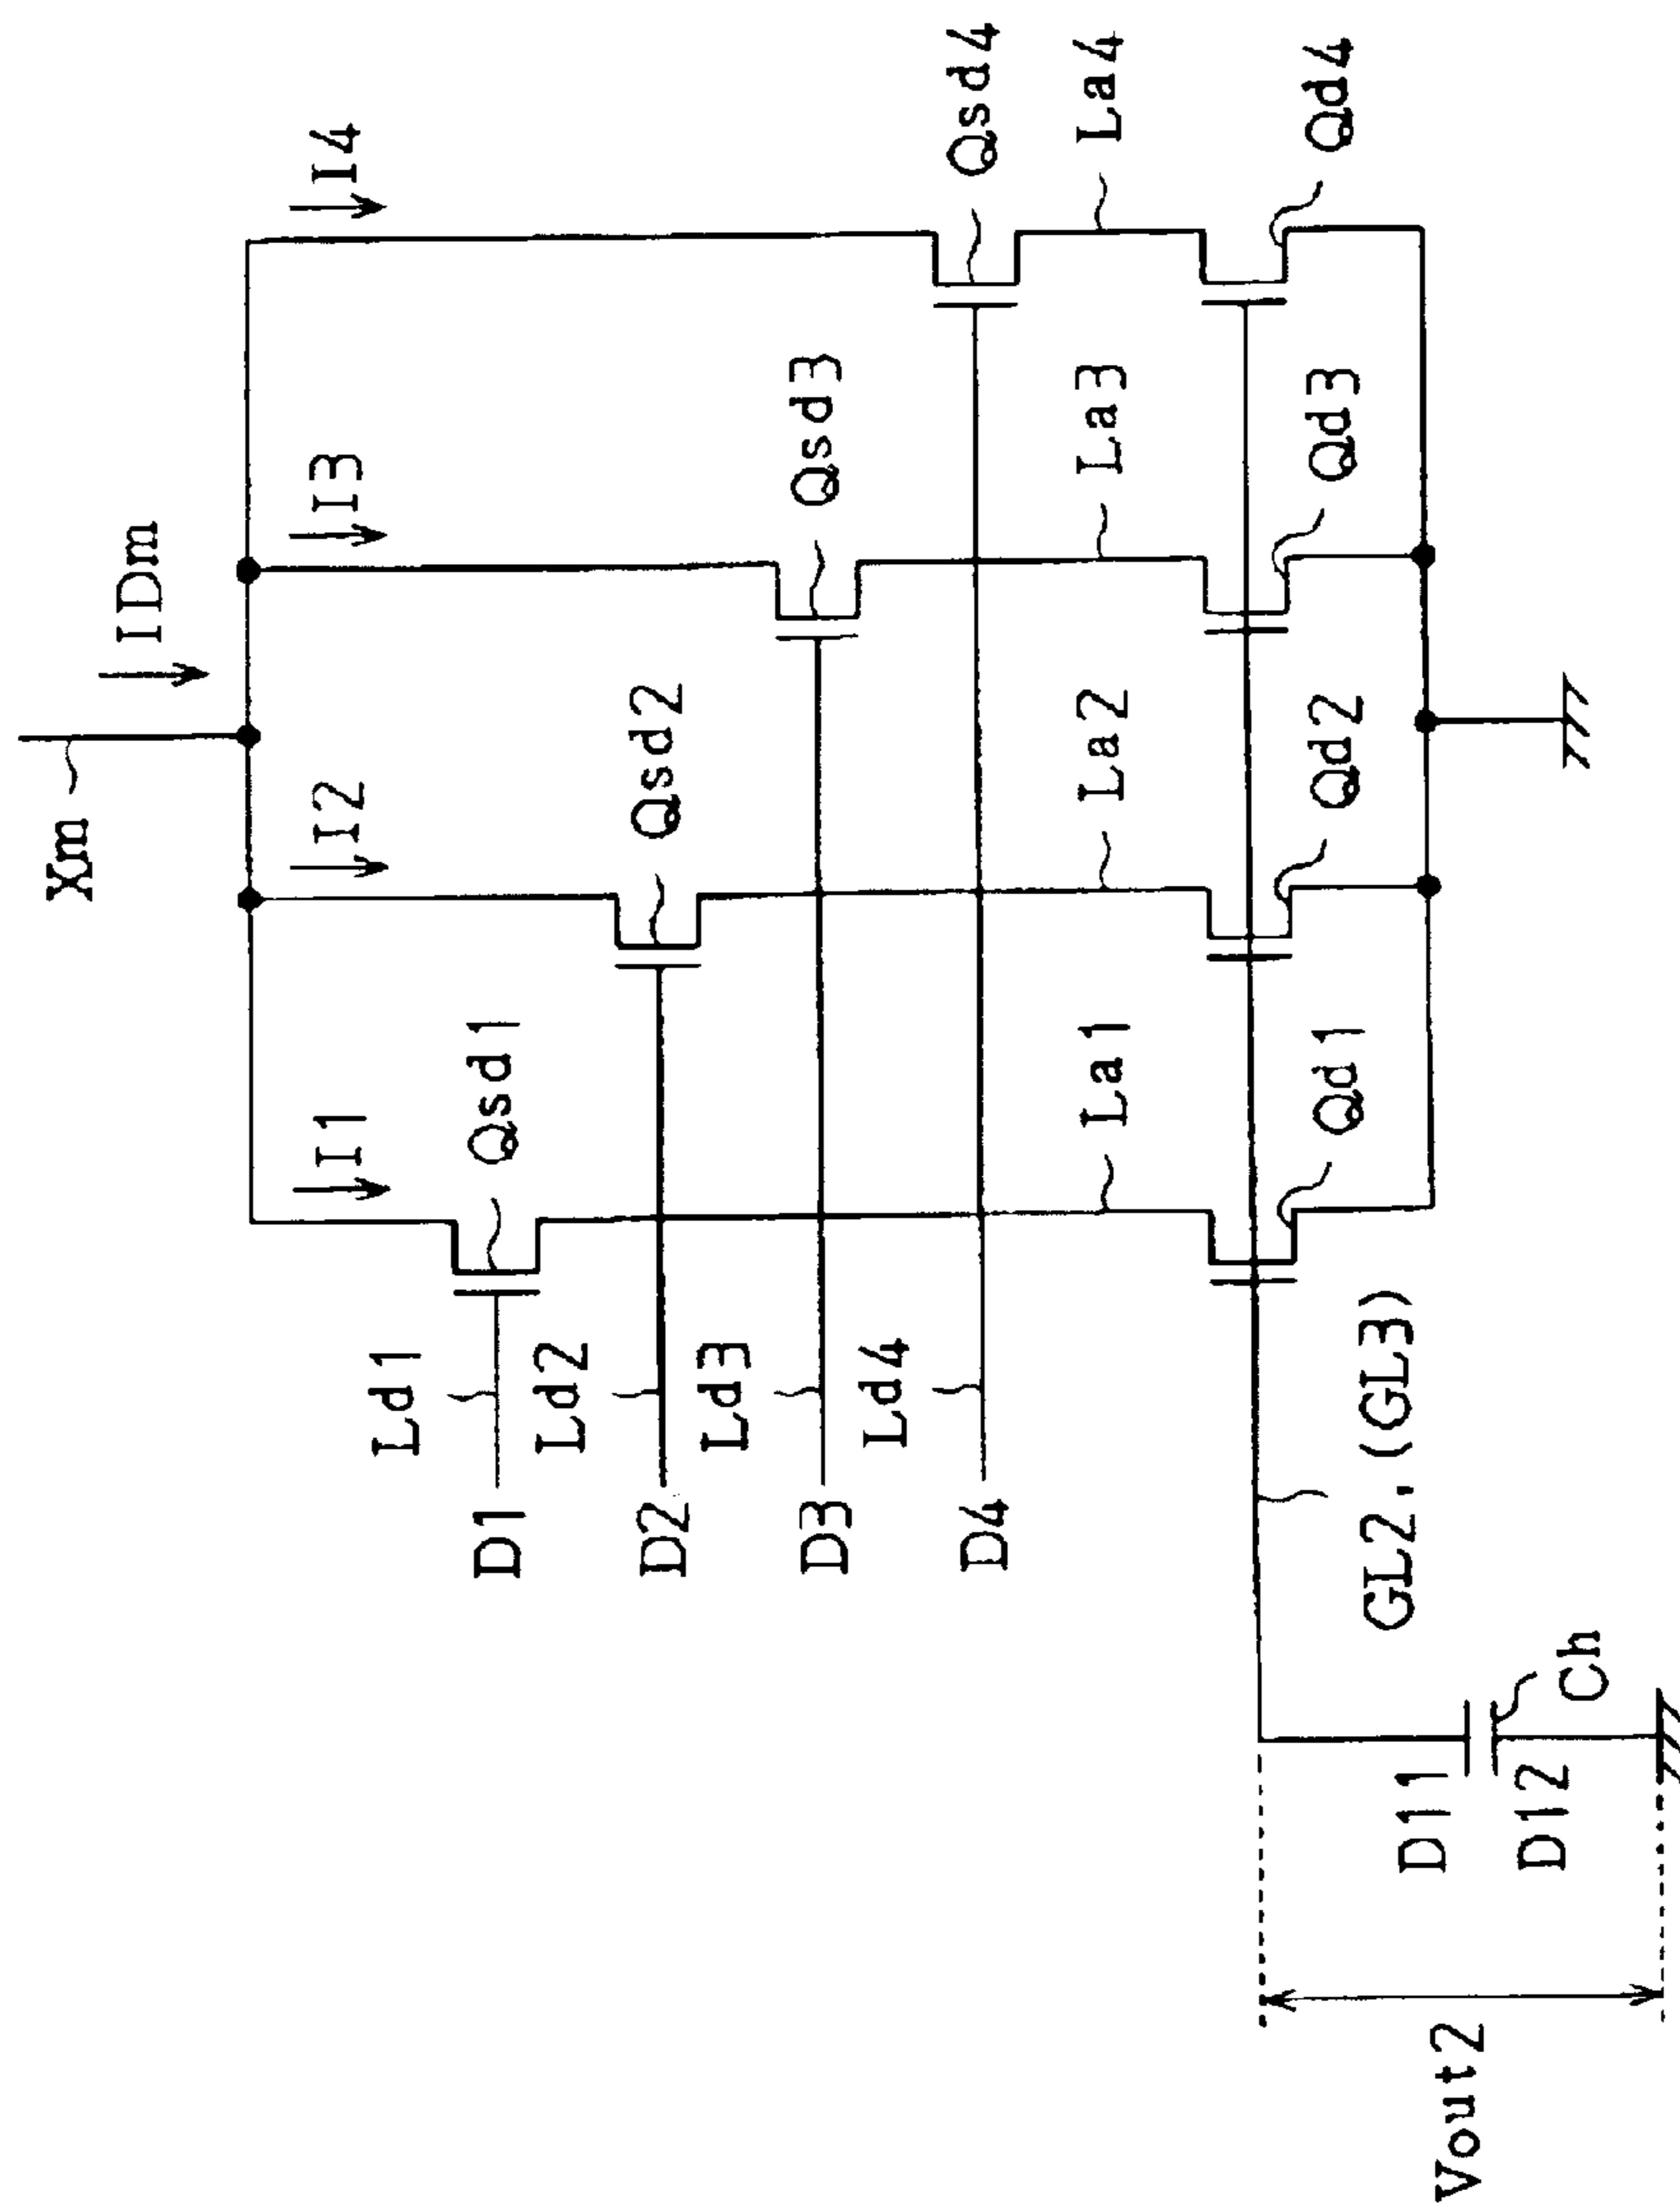 Xm
IDm
I1
I2
I3
I4
Ld1
D1
Qsd1
Ld2
D2
Qsd2
Ld3
D3
Qsd3
Ld4
D4
Qsd4
La1
La2
La3
La4
Qd1
Qd2
Qd3
Qd4
GL2.(GL3)
D11
Vout2
D12
Ch